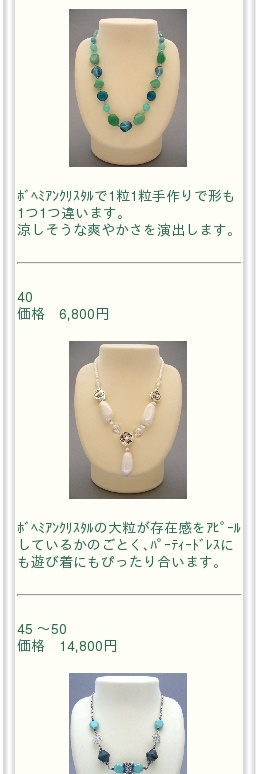 ﾎﾞﾍﾐｱﾝｸﾘｽﾀﾙで1粒1粒手作りで形も
1つ1つ違います。
涼しそうな爽やかさを演出します。
40
価格　6,800円
ﾎﾞﾍﾐｱﾝｸﾘｽﾀﾙの大粒が存在感をｱﾋﾟｰﾙ
しているかのごとく､ﾊﾟｰﾃｨｰﾄﾞﾚｽに
も遊び着にもぴったり合います。
45 ～50
価格　14,800円